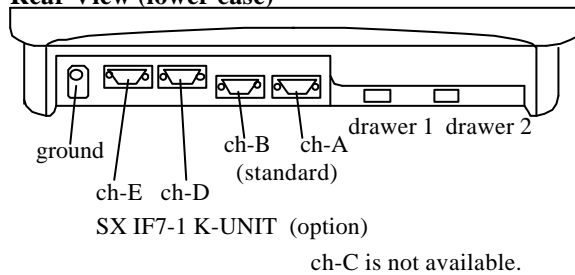 Rear View (lower case)
drawer 1 drawer 2
ground
ch-B ch-A
(standard)
ch-E ch-D
SX IF7-1 K-UNIT (option)
ch-C is not available.